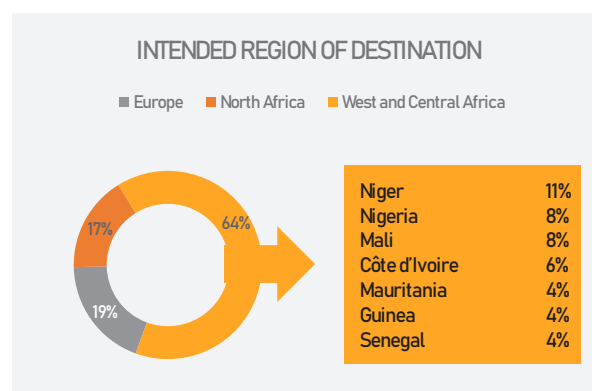 INTENDED REGION OF DESTINATION
Europe North Africa West and Central Africa
64%
17%
19%
Niger 11%
Nigeria 8%
Mali 8%
Côte d'Ivoire 6%
Mauritania 4%
Guinea 4%
Senegal 4%